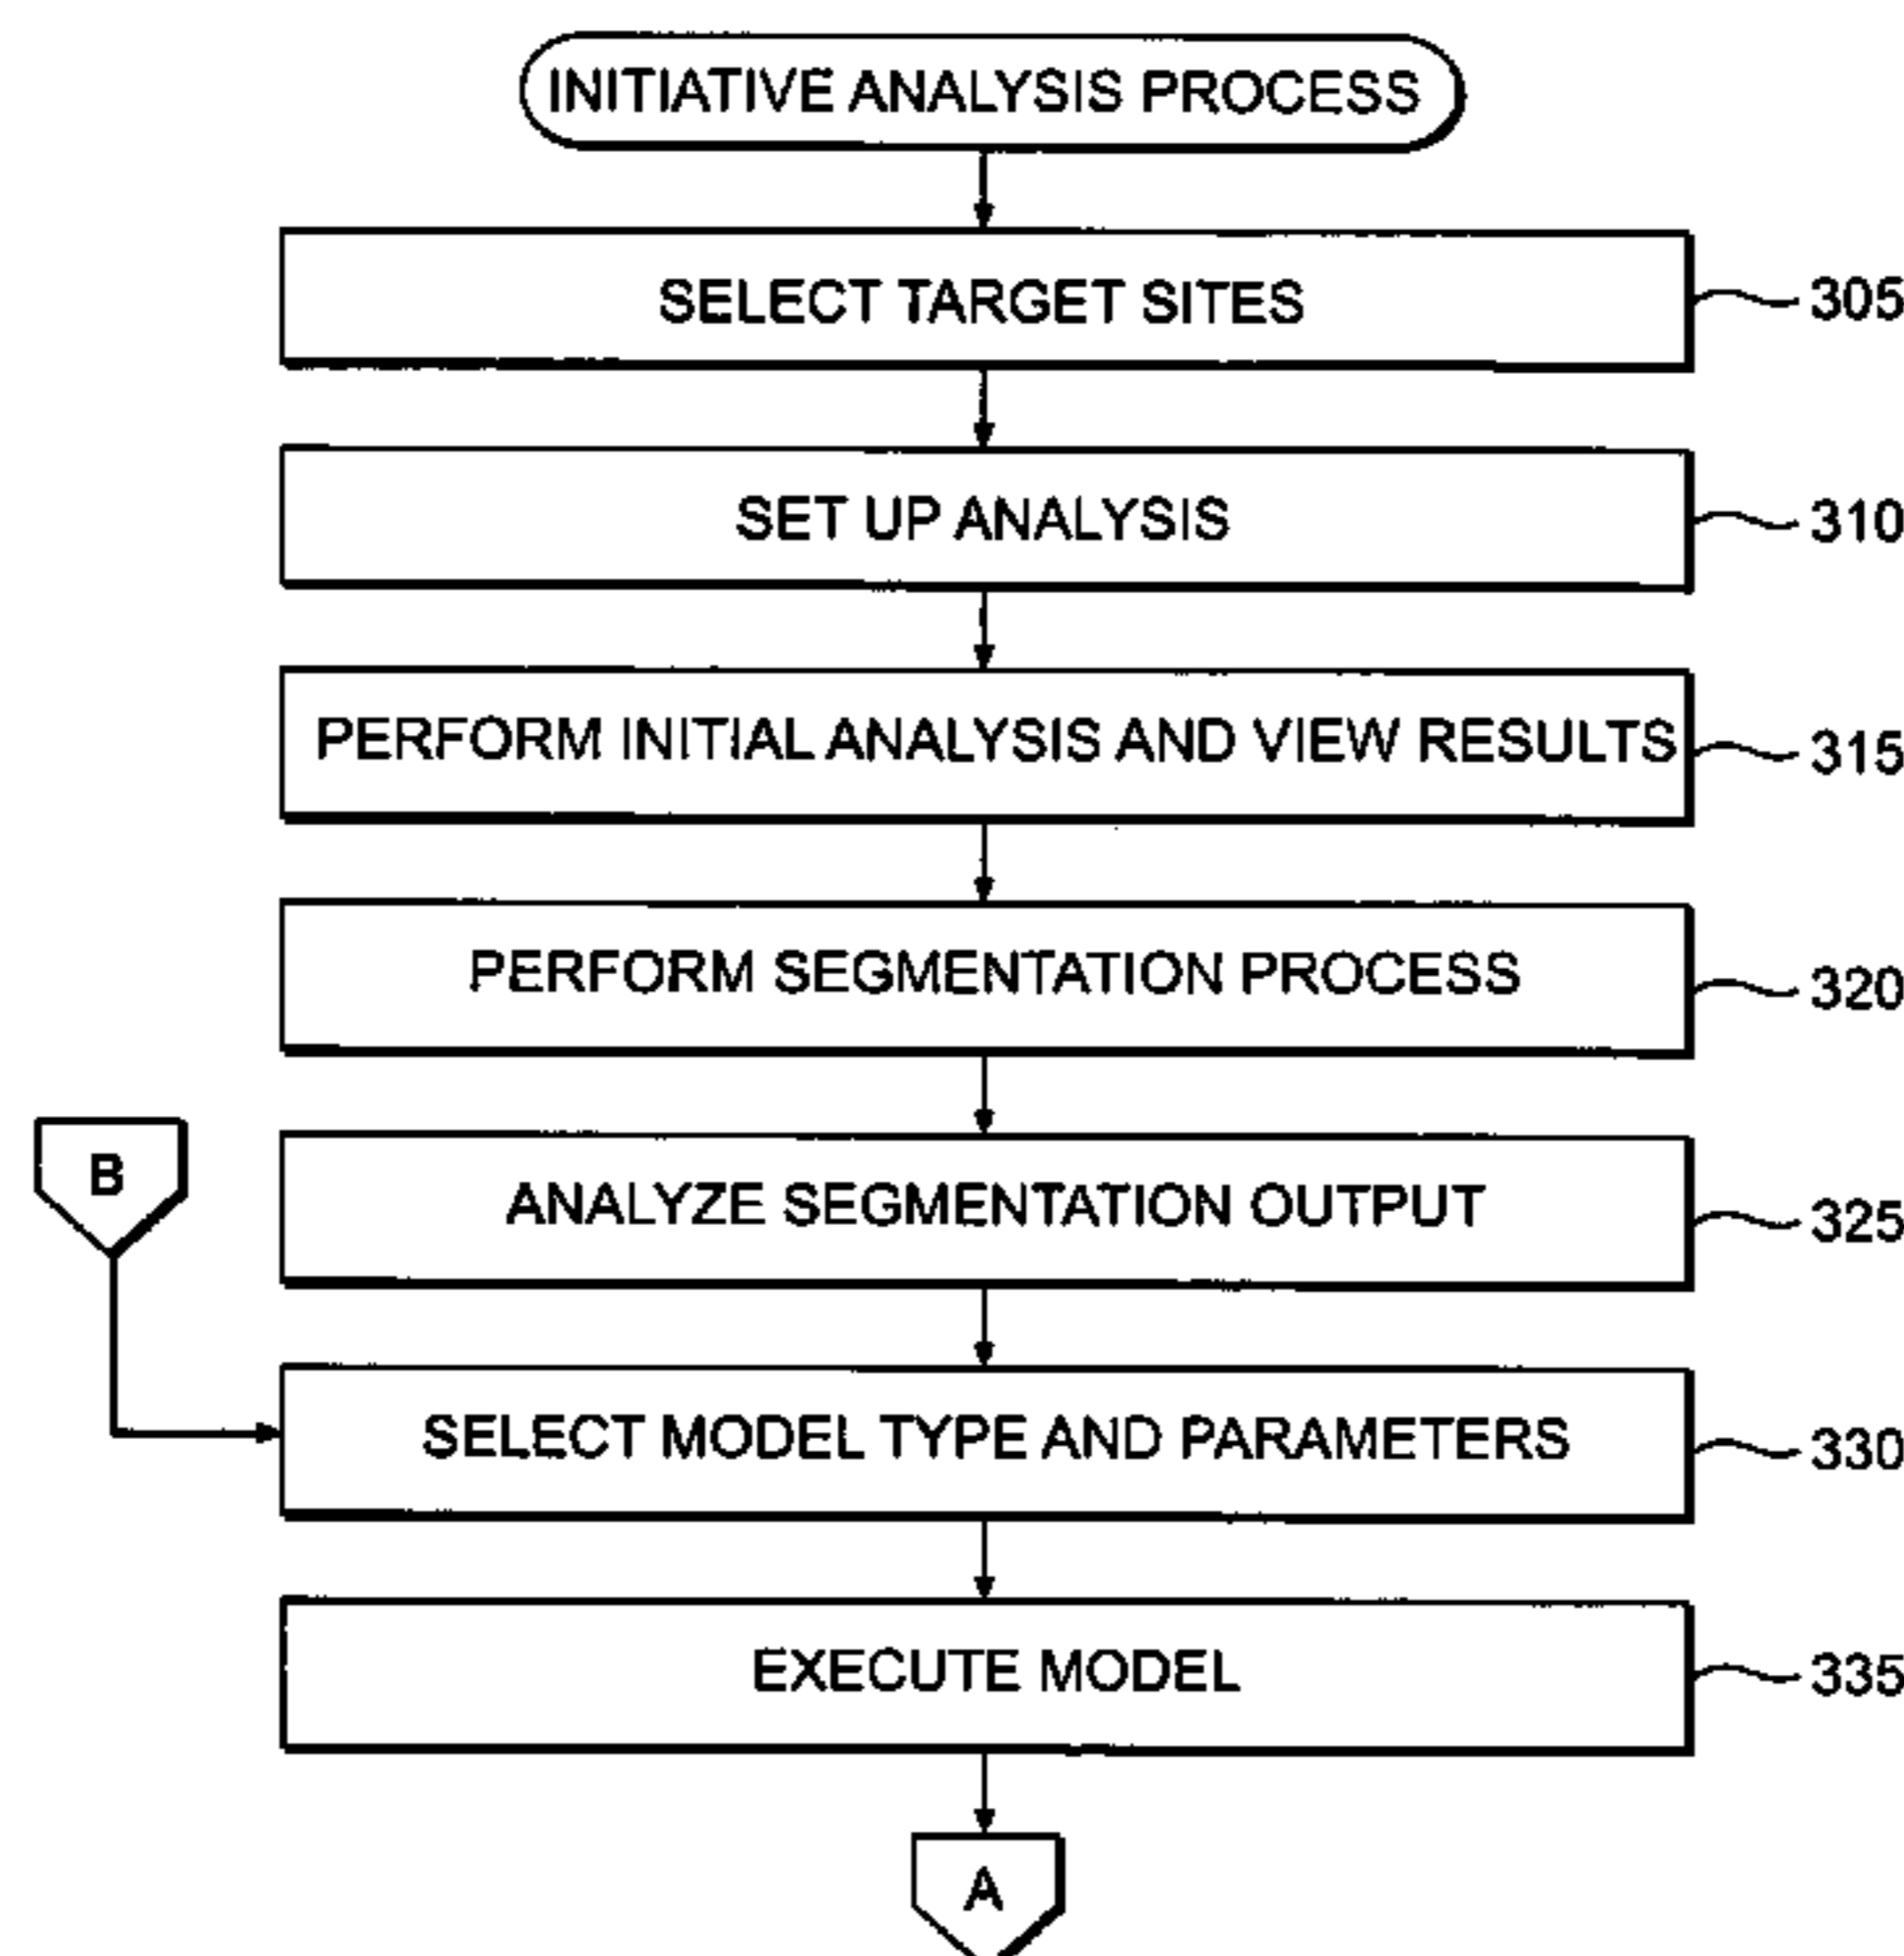 INITIATIVE ANALYSIS PROCESS
SELECT TARGET SITES
305
SET UP ANALYSIS
310
PERFORM INITIAL ANALYSIS AND VIEW RESULTS
315
PERFORM SEGMENTATION PROCESS
320
B
ANALYZE SEGMENTATION OUTPUT
325
SELECT MODEL TYPE AND PARAMETERS
330
EXECUTE MODEL
335
A